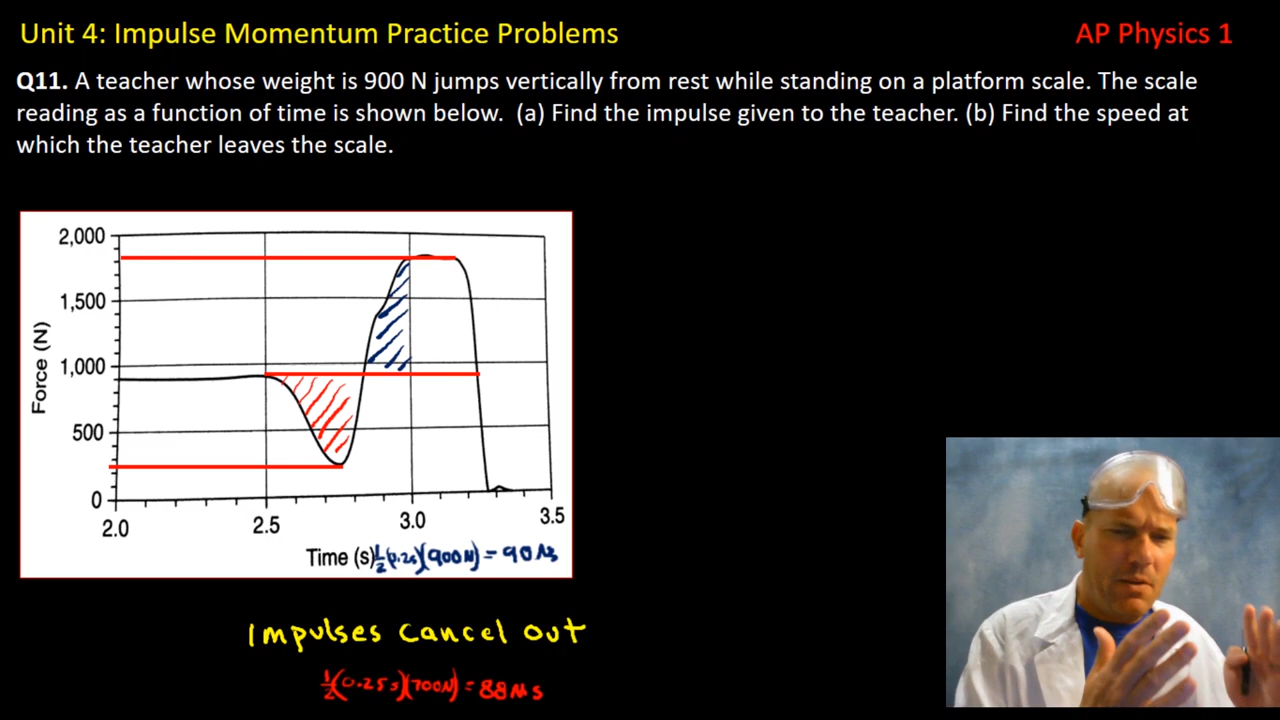 Unit 4: Impulse Momentum Practice Problems
AP Physics 1
Q11. A teacher whose weight is 900 N jumps vertically from rest while standing on a platform scale. The scale
reading as a function of time is shown below. (a) Find the impulse given to the teacher. (b) Find the speed at
which the teacher leaves the scale.
2,000
1,500
1,000
500
0
Force (N)
2.0
2.5
3.0
3.5
Time (s)
½(0.2s)(900N) = 90 Ns
Impulses Cancel out
½(0.25s)(700N) = 88 Ns